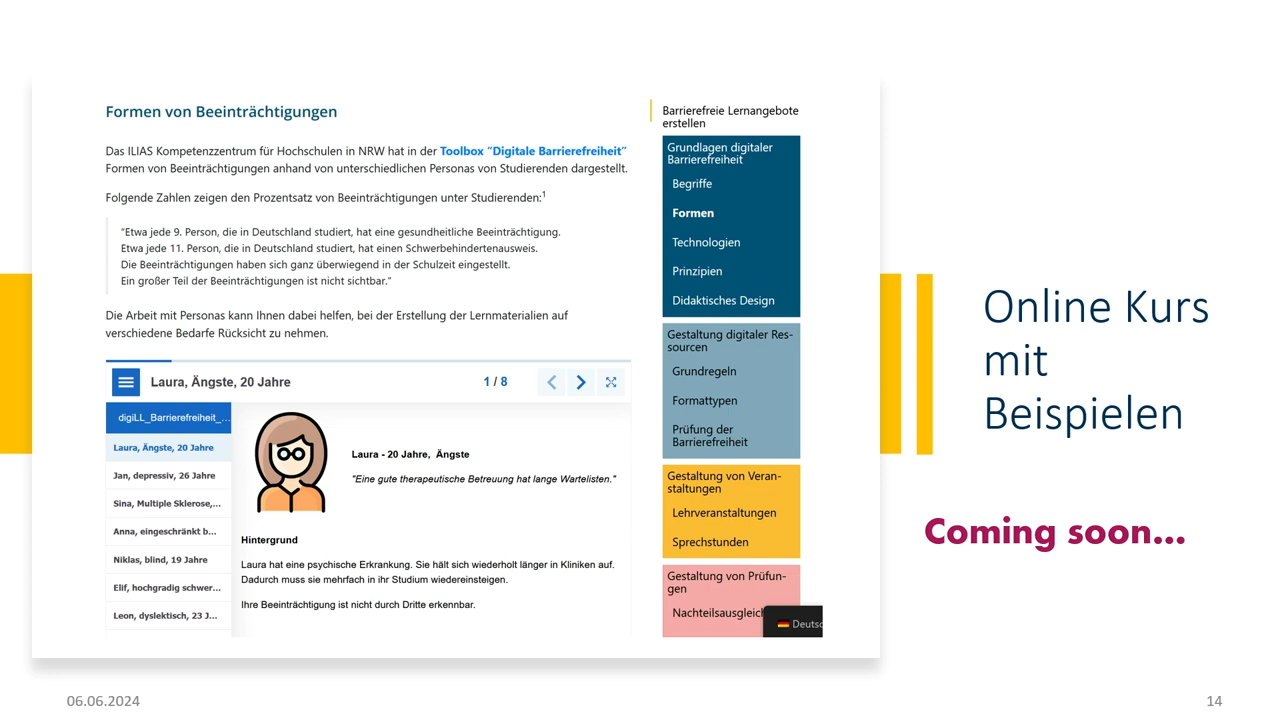 Formen von Beeinträchtigungen
Das ILIAS Kompetenzzentrum für Hochschulen in NRW hat in der Toolbox "Digitale Barrierefreiheit"
Formen von Beeinträchtigungen anhand von unterschiedlichen Personas von Studierenden dargestellt.
Folgende Zahlen zeigen den Prozentsatz von Beeinträchtigungen unter Studierenden:¹
"Etwa jede 9. Person, die in Deutschland studiert, hat eine gesundheitliche Beeinträchtigung.
Etwa jede 11. Person, die in Deutschland studiert, hat einen Schwerbehindertenausweis.
Die Beeinträchtigungen haben sich ganz überwiegend in der Schulzeit eingestellt.
Ein großer Teil der Beeinträchtigungen ist nicht sichtbar."
Die Arbeit mit Personas kann Ihnen dabei helfen, bei der Erstellung der Lernmaterialien auf
verschiedene Bedarfe Rücksicht zu nehmen.
Laura, Ängste, 20 Jahre
1 / 8
digiLL_Barrierefreiheit_...
Laura, Ängste, 20 Jahre
Jan, depressiv, 26 Jahre
Sina, Multiple Sklerose,...
Anna, eingeschränkt b...
Niklas, blind, 19 Jahre
Elif, hochgradig schwer...
Leon, dyslektisch, 23 J...
Laura - 20 Jahre, Ängste
"Eine gute therapeutische Betreuung hat lange Wartelisten."
Hintergrund
Laura hat eine psychische Erkrankung. Sie hält sich wiederholt länger in Kliniken auf.
Dadurch muss sie mehrfach in ihr Studium wiedereinsteigen.
Ihre Beeinträchtigung ist nicht durch Dritte erkennbar.
Barrierefreie Lernangebote
erstellen
Grundlagen digitaler
Barrierefreiheit
Begriffe
Formen
Technologien
Prinzipien
Didaktisches Design
Gestaltung digitaler Res-
sourcen
Grundregeln
Formattypen
Prüfung der
Barrierefreiheit
Gestaltung von Veran-
staltungen
Lehrveranstaltungen
Sprechstunden
Gestaltung von Prüfun-
gen
Nachteilsausgleich
Deutsc
Online Kurs
mit
Beispielen
Coming soon...
06.06.2024
14